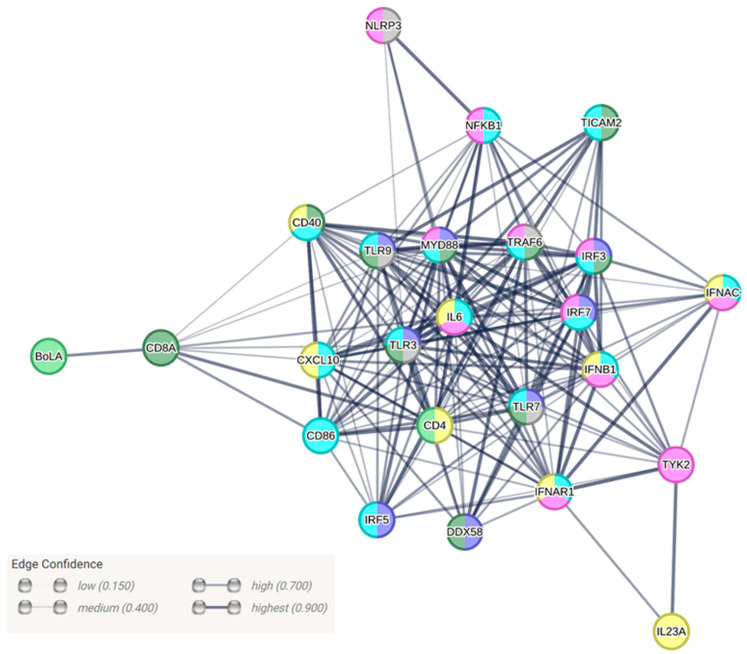 NLRP3
NFKB1
TICAM2
CD40
TLR9
MYD88
TRAF6
IRF3
IFNAC
IL6
IRF7
BoLA
CD8A
CXCL10
TLR3
IFNB1
TLR7
CD86
CD4
TYK2
IFNAR1
IRF5
DDX58
Edge Confidence
low (0.150) high (0.700)
medium (0.400) highest (0.900)
IL23A